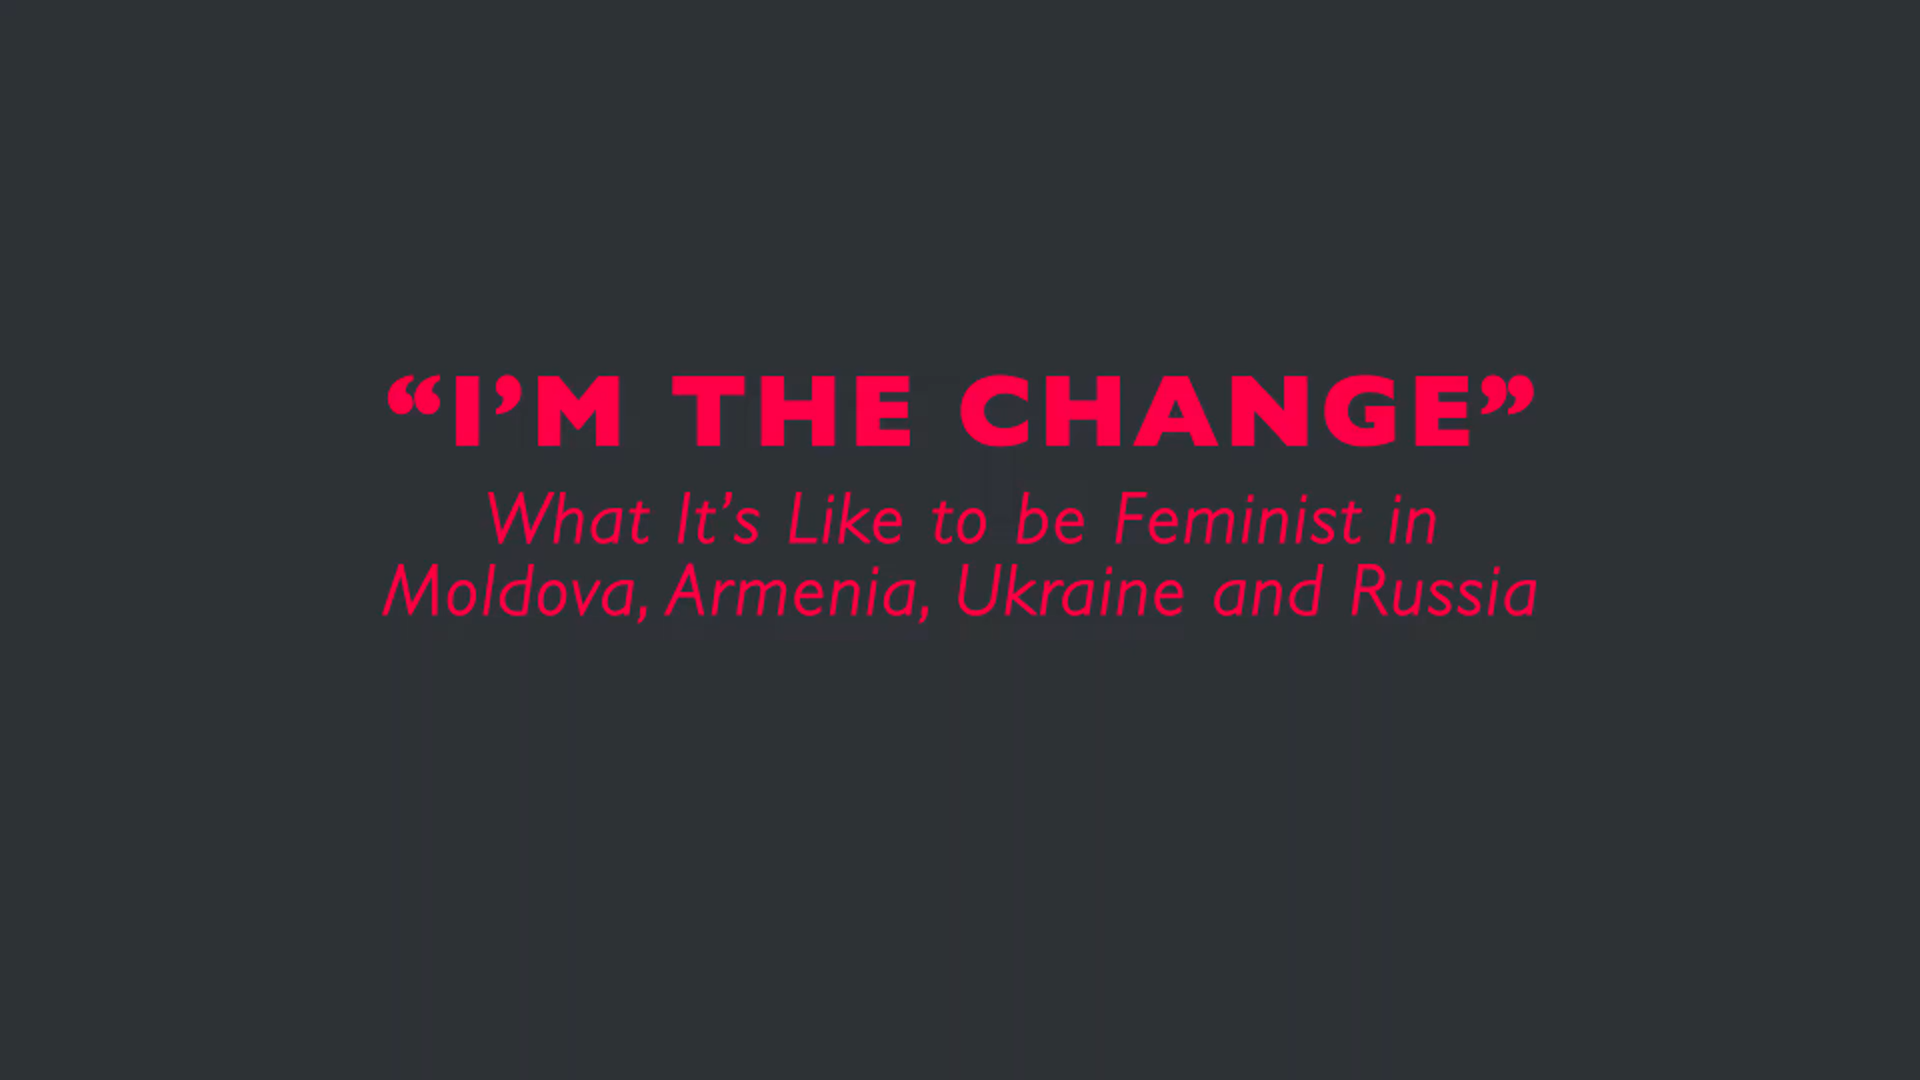 “I’M THE CHANGE”
What It’s Like to be Feminist in
Moldova, Armenia, Ukraine and Russia